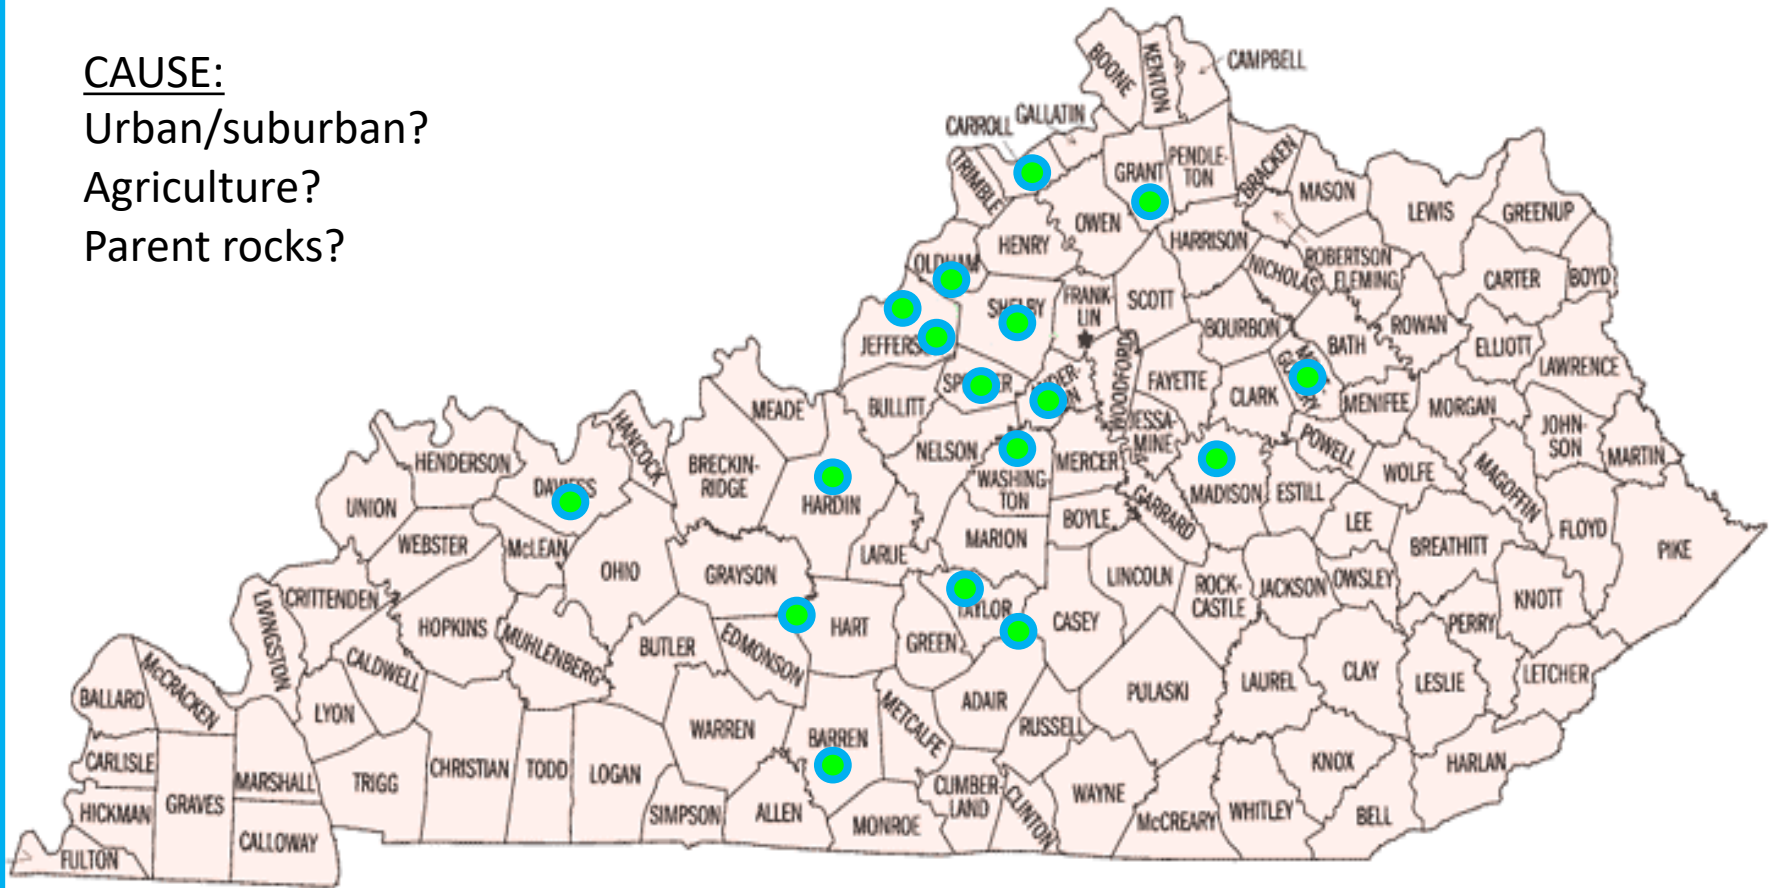 CAUSE:
Urban/suburban?
Agriculture?
Parent rocks?
BOONE
KENTON
CAMPBELL
GALLATIN
CARROLL
TRIMBLE
GRANT
PENDLE-
TON
BRACKEN
MASON
LEWIS
GREENUP
OWEN
HENRY
HARRISON
ROBERTSON
NICHOLAS
FLEMING
CARTER
BOYD
OLDHAM
SHELBY
FRANK-
LIN
SCOTT
BOURBON
BATH
ROWAN
ELLIOTT
LAWRENCE
JEFFERS
SP
ER
DER-
WOODFORD
FAYETTE
CLARK
MENIFEE
MORGAN
JOHN-
SON
MARTIN
BULLITT
MEADE
HANCOCK
BRECKIN-
RIDGE
HENDERSON
DAVIESS
UNION
WEBSTER
McLEAN
OHIO
HARDIN
NELSON
WASHING-
TON
MERCER
JESSA-
MINE
MADISON
ESTILL
POWELL
WOLFE
MAGOFFIN
FLOYD
PIKE
GARRARD
BOYLE
MARION
LARUE
GRAYSON
LEE
BREATHITT
KNOTT
LINCOLN
ROCK-
CASTLE
JACKSON
OWSLEY
PERRY
LETCHER
CRITTENDEN
LIVINGSTON
HOPKINS
MUHLENBERG
BUTLER
EDMONSON
HART
GREEN
TAYLOR
CASEY
PULASKI
LAUREL
CLAY
LESLIE
HARLAN
CALDWELL
LYON
BALLARD
McCRACKEN
CARLISLE
GRAVES
MARSHALL
HICKMAN
FULTON
CALLOWAY
TRIGG
CHRISTIAN
TODD
LOGAN
WARREN
SIMPSON
ALLEN
BARREN
METCALFE
ADAIR
RUSSELL
MONROE
CUMBER-
LAND
CLINTON
WAYNE
McCREARY
WHITLEY
KNOX
BELL